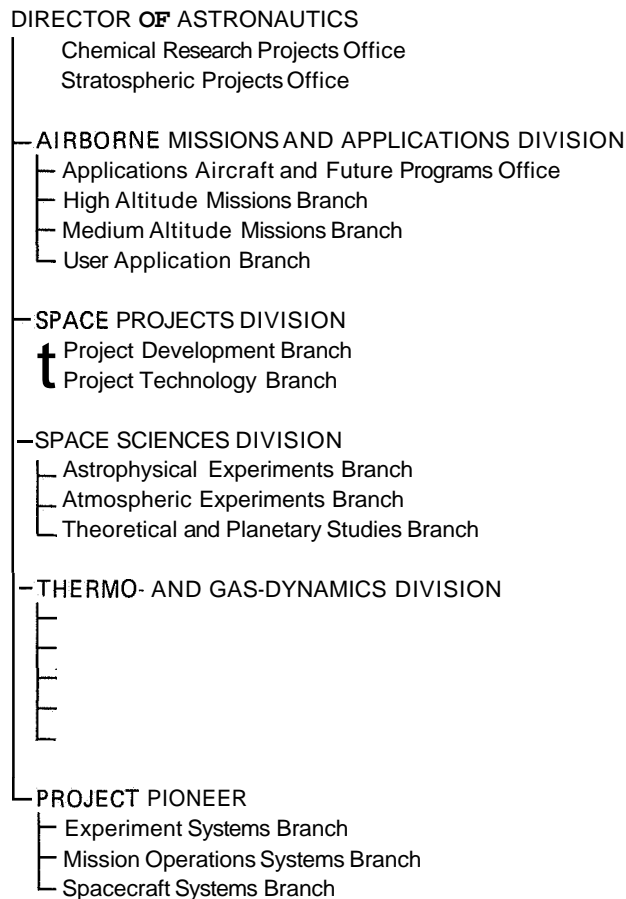 DIRECTOR OF ASTRONAUTICS
Chemical Research Projects Office
Stratospheric Projects Office
AIRBORNE MISSIONS AND APPLICATIONS DIVISION
Applications Aircraft and Future Programs Office
High Altitude Missions Branch
Medium Altitude Missions Branch
User Application Branch
SPACE PROJECTS DIVISION
Project Development Branch
Project Technology Branch
SPACE SCIENCES DIVISION
Astrophysical Experiments Branch
Atmospheric Experiments Branch
Theoretical and Planetary Studies Branch
THERMO- AND GAS-DYNAMICS DIVISION
PROJECT PIONEER
Experiment Systems Branch
Mission Operations Systems Branch
Spacecraft Systems Branch